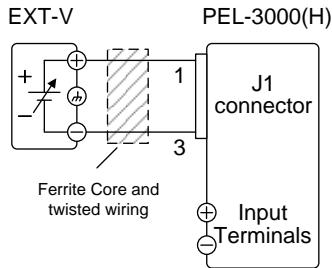 EXT-V
PEL-3000(H)
+
−
+
−
1
3
J1
connector
Ferrite Core and
twisted wiring
+
−
Input
Terminals